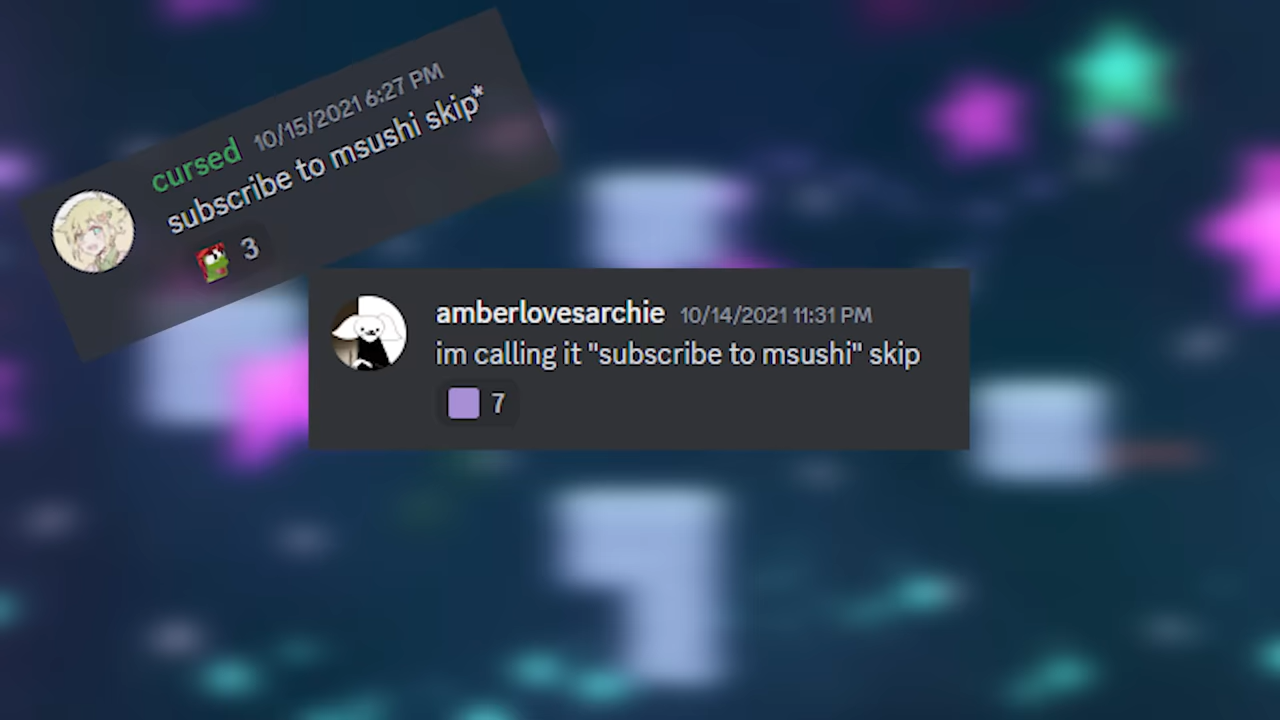 cursed 10/15/2021 6:27 PM
subscribe to msushi skip*
3
amberlovesarchie 10/14/2021 11:31 PM
im calling it "subscribe to msushi" skip
7